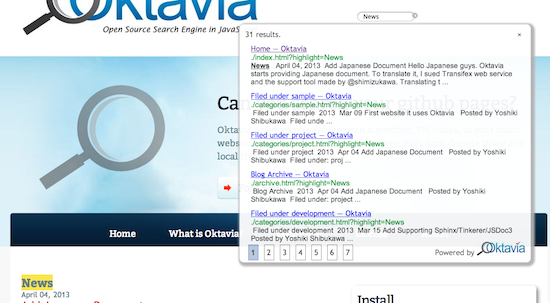 Oktavia
Open Source Search Engine in JavaS
News
31 results.
×
Home — Oktavia
./index.html?highlight=News
News April 04, 2013 Add Japanese Document Hello Japanese guys. Oktavia
starts providing Japanese document. To translate it, I sued Transifex web service
and the support tool made by @shimizukawa. Translating t ...
Filed under sample — Oktavia
./categories/sample.html?highlight=News
Filed under sample 2013 Mar 09 First website it uses Oktavia Posted by Yoshiki
Shibukawa Filed unde ...
Filed under project — Oktavia
./categories/project.html?highlight=News
Filed under project 2013 Apr 04 Add Japanese Document Posted by Yoshiki
Shibukawa Filed under: proj ...
Blog Archive — Oktavia
./archive.html?highlight=News
Blog Archive 2013 Apr 04 Add Japanese Document Posted by Yoshiki
Shibukawa Filed under: project ...
Filed under development — Oktavia
./categories/development.html?highlight=News
Filed under development 2013 Mar 15 Add Supporting Sphinx/Tinkerer/JSDoc3
Posted by Yoshiki Shibukawa ...
1 2 3 4 5 6 7
Powered by Oktavia
Ca github pages?
Okta
webs
local
Home What is Oktavia
News
April 04, 2013
Install